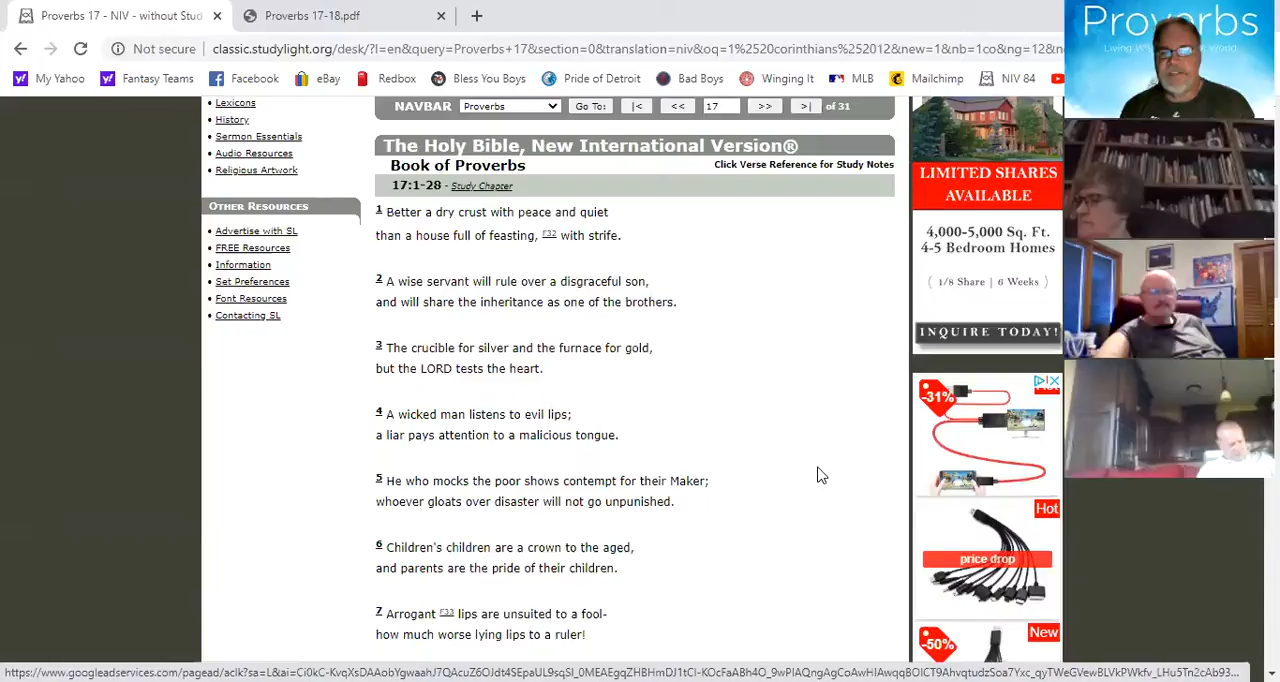 Proverbs 17 - NIV - without Stud
Proverbs 17-18.pdf
Not secure
classic.studylight.org/desk/?l=en&query=Proverbs+17&section=0&translation=niv&oq=1%2520corinthians%252012&new=1&nb=1co&ng=12&n
My Yahoo
Fantasy Teams
Facebook
eBay
Redbox
Bless You Boys
Pride of Detroit
Bad Boys
Winging It
MLB
Mailchimp
NIV 84
Proverbs
• Lexicons
• History
• Sermon Essentials
• Audio Resources
• Religious Artwork
OTHER RESOURCES
• Advertise with SL
• FREE Resources
• Information
• Set Preferences
• Font Resources
• Contacting SL
NAVBAR Proverbs Go To: |< << 17 >> >| of 31
The Holy Bible, New International Version®
Book of Proverbs Click Verse Reference for Study Notes
17:1-28 - Study Chapter
1 Better a dry crust with peace and quiet
than a house full of feasting, F32 with strife.
2 A wise servant will rule over a disgraceful son,
and will share the inheritance as one of the brothers.
3 The crucible for silver and the furnace for gold,
but the LORD tests the heart.
4 A wicked man listens to evil lips;
a liar pays attention to a malicious tongue.
5 He who mocks the poor shows contempt for their Maker;
whoever gloats over disaster will not go unpunished.
6 Children's children are a crown to the aged,
and parents are the pride of their children.
7 Arrogant F33 lips are unsuited to a fool-
how much worse lying lips to a ruler!
LIMITED SHARES
AVAILABLE
4,000-5,000 Sq. Ft.
4-5 Bedroom Homes
( 1/8 Share | 6 Weeks )
INQUIRE TODAY!
-31%
Hot
Hot
price drop
New
-50%